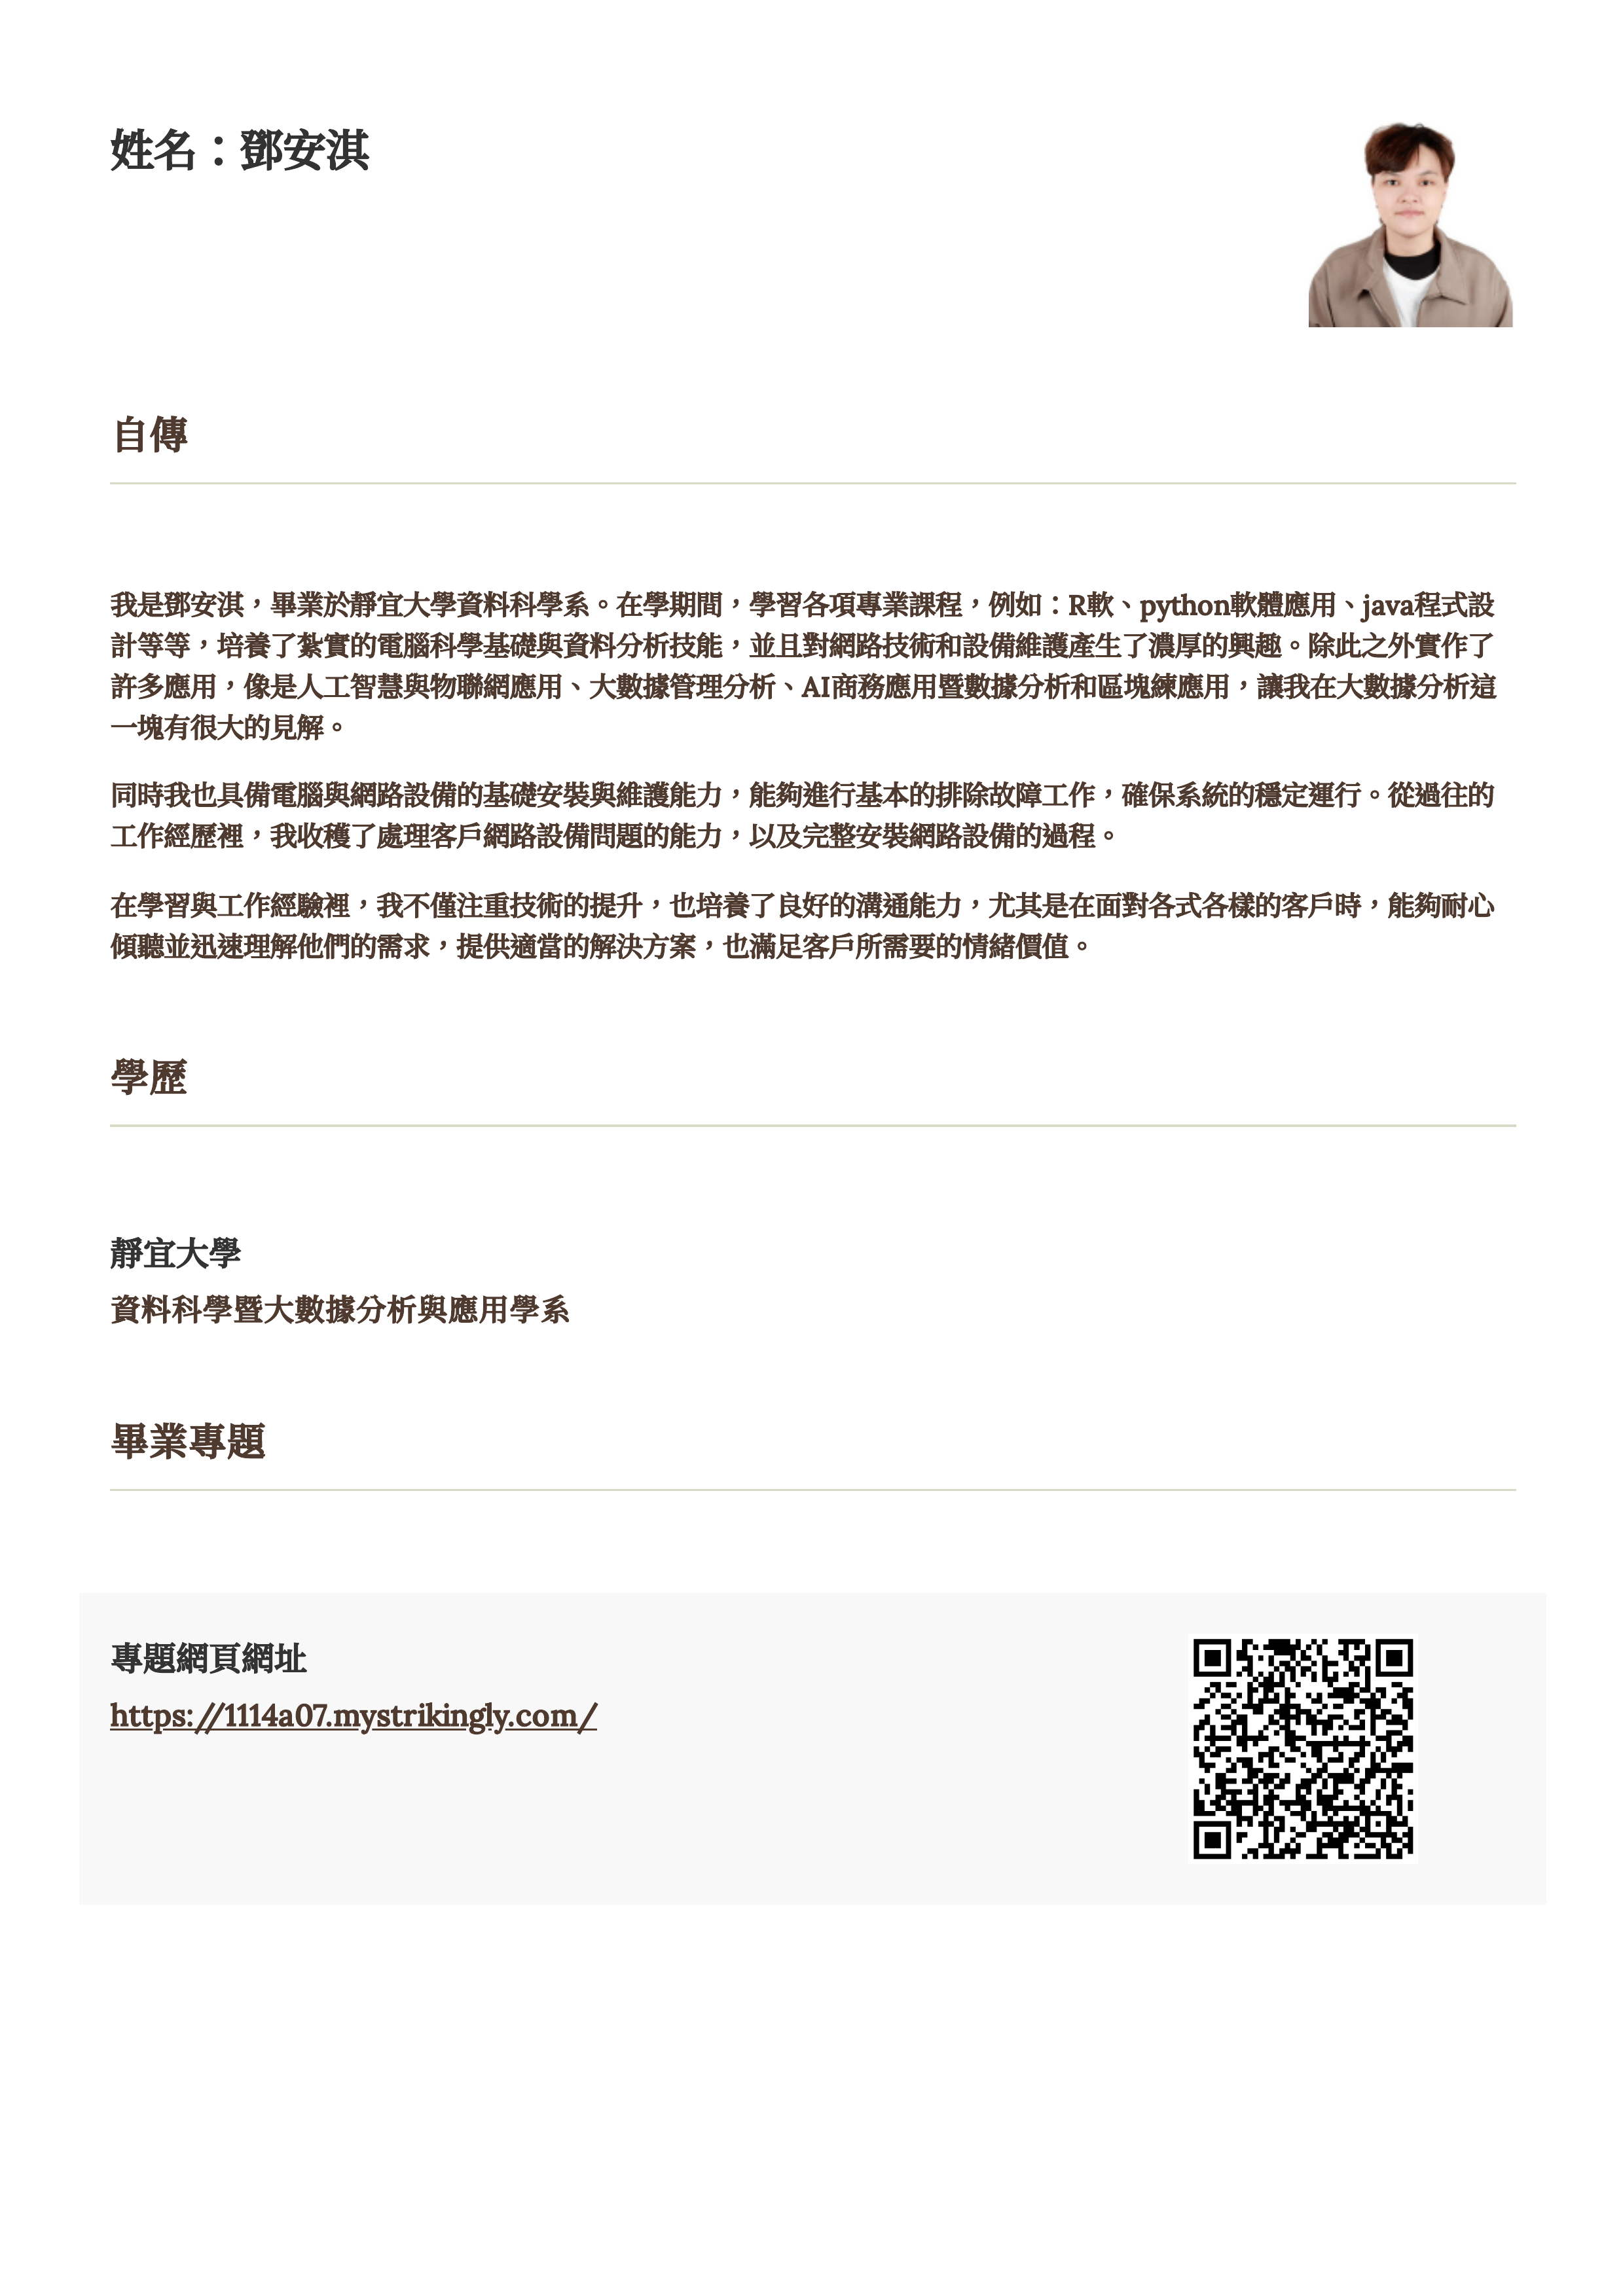 姓名：鄧安淇
自傳
我是鄧安淇，畢業於靜宜大學資料科學系。在學期間，學習各項專業課程，例如：R軟、python軟體應用、java程式設
計等等，培養了紮實的電腦科學基礎與資料分析技能，並且對網路技術和設備維護產生了濃厚的興趣。除此之外實作了
許多應用，像是人工智慧與物聯網應用、大數據管理分析、AI商務應用暨數據分析和區塊練應用，讓我在大數據分析這
一塊有很大的見解。
同時我也具備電腦與網路設備的基礎安裝與維護能力，能夠進行基本的排除故障工作，確保系統的穩定運行。從過往的
工作經歷裡，我收穫了處理客戶網路設備問題的能力，以及完整安裝網路設備的過程。
在學習與工作經驗裡，我不僅注重技術的提升，也培養了良好的溝通能力，尤其是在面對各式各樣的客戶時，能夠耐心
傾聽並迅速理解他們的需求，提供適當的解決方案，也滿足客戶所需要的情緒價值。
學歷
靜宜大學
資料科學暨大數據分析與應用學系
畢業專題
專題網頁網址
https://1114a07.mystrikingly.com/